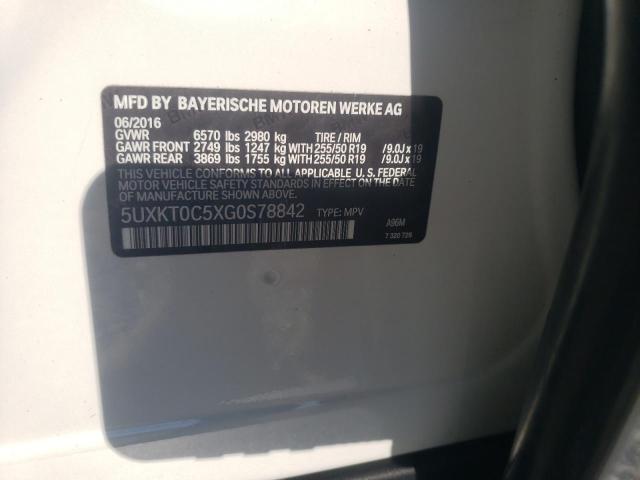 MFD BY BAYERISCHE MOTOREN WERKE AG
06/2016
GVWR 6570 lbs 2980 kg TIRE / RIM
GAWR FRONT 2749 lbs 1247 kg WITH 255/50 R19 /9.0J x 19
GAWR REAR 3869 lbs 1755 kg WITH 255/50 R19 /9.0J x 19
THIS VEHICLE CONFORMS TO ALL APPLICABLE U. S. FEDERAL
MOTOR VEHICLE SAFETY STANDARDS IN EFFECT ON THE
DATE OF MANUFACTURE SHOWN ABOVE.
5UXKT0C5XG0S78842 TYPE: MPV
A96M
7 320 726